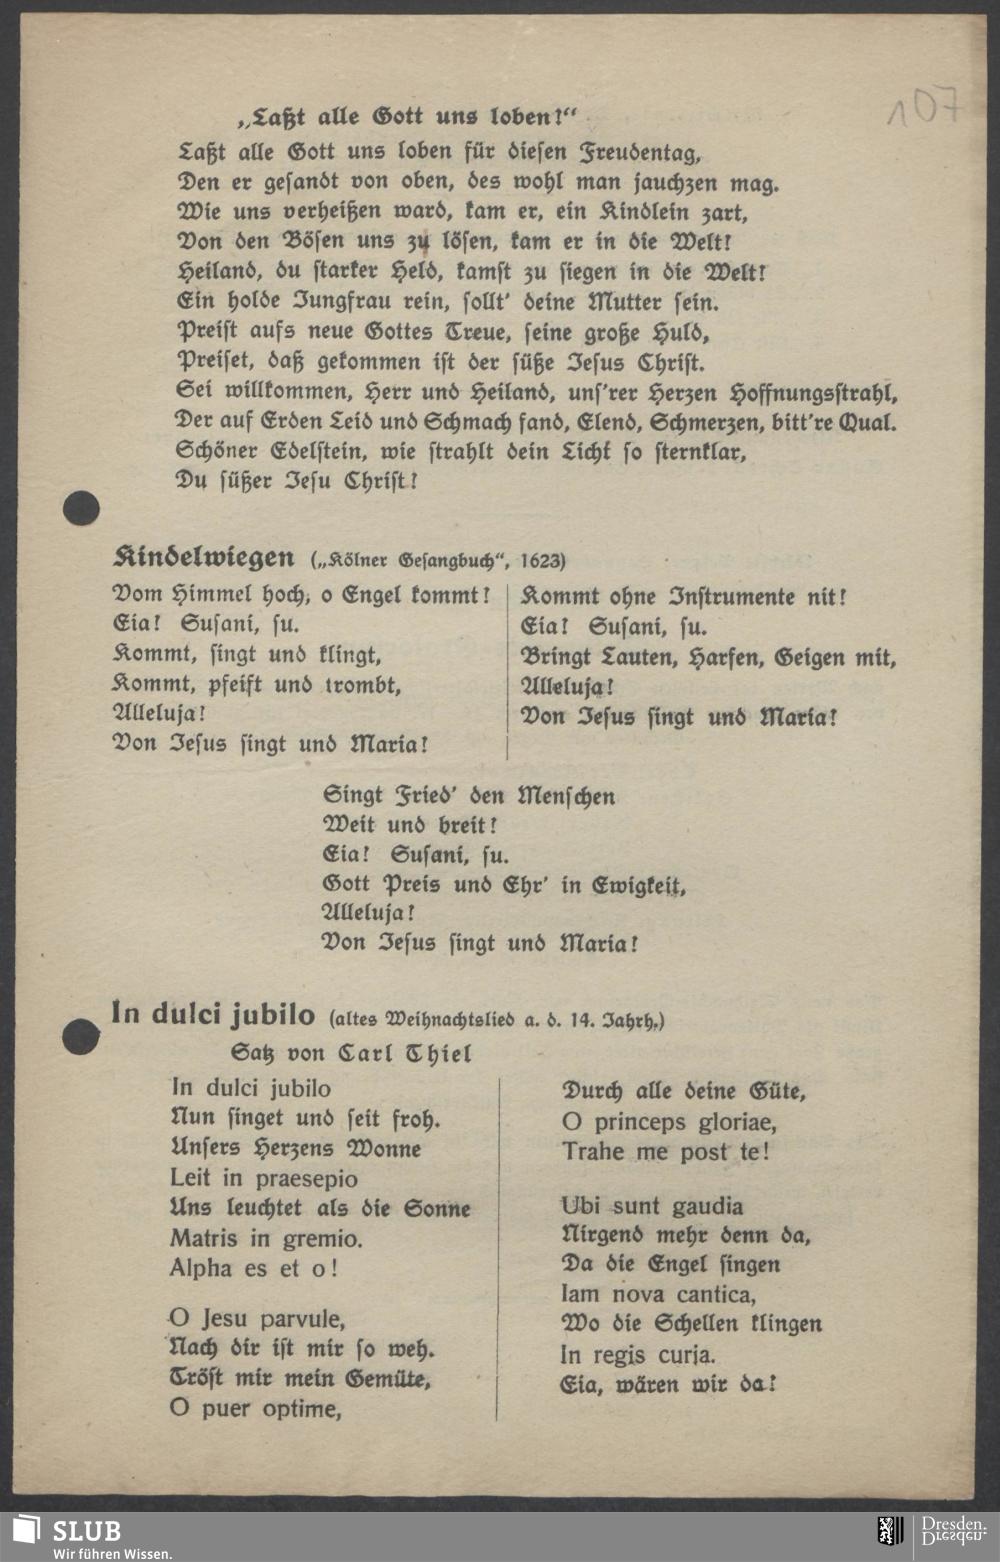 107
„Laßt alle Gott uns loben!“
Laßt alle Gott uns loben für diesen Freudentag,
Den er gesandt von oben, des wohl man jauchzen mag.
Wie uns verheißen ward, kam er, ein Kindlein zart,
Von den Bösen uns zu lösen, kam er in die Welt!
Heiland, du starker Held, kamst zu siegen in die Welt!
Ein holde Jungfrau rein, sollt' deine Mutter sein.
Preist aufs neue Gottes Treue, seine große Huld,
Preiset, daß gekommen ist der süße Jesus Christ.
Sei willkommen, Herr und Heiland, uns'rer Herzen Hoffnungsstrahl,
Der auf Erden Leid und Schmach fand, Elend, Schmerzen, bitt're Qual.
Schöner Edelstein, wie strahlt dein Licht so sternklar,
Du süßer Jesu Christ!
Kindelwiegen („Kölner Gesangbuch“, 1623)
Vom Himmel hoch, o Engel kommt!
Eia! Susani, su.
Kommt, singt und klingt,
Kommt, pfeift und trombt,
Alleluja!
Von Jesus singt und Maria!
Kommt ohne Instrumente nit!
Eia! Susani, su.
Bringt Lauten, Harfen, Geigen mit,
Alleluja!
Von Jesus singt und Maria!
Singt Fried' den Menschen
Weit und breit!
Eia! Susani, su.
Gott Preis und Ehr' in Ewigkeit,
Alleluja!
Von Jesus singt und Maria!
In dulci jubilo (altes Weihnachtslied a. d. 14. Jahrh.)
Satz von Carl Thiel
In dulci jubilo
Nun singet und seit froh.
Unsers Herzens Wonne
Leit in praesepio
Uns leuchtet als die Sonne
Matris in gremio.
Alpha es et o!
O Jesu parvule,
Nach dir ist mir so weh.
Tröst mir mein Gemüte,
O puer optime,
Durch alle deine Güte,
O princeps gloriae,
Trahe me post te!
Ubi sunt gaudia
Nirgend mehr denn da,
Da die Engel singen
Iam nova cantica,
Wo die Schellen klingen
In regis curia.
Eia, wären wir da!
SLUB
Wir führen Wissen.
Dresden.
Dresden.